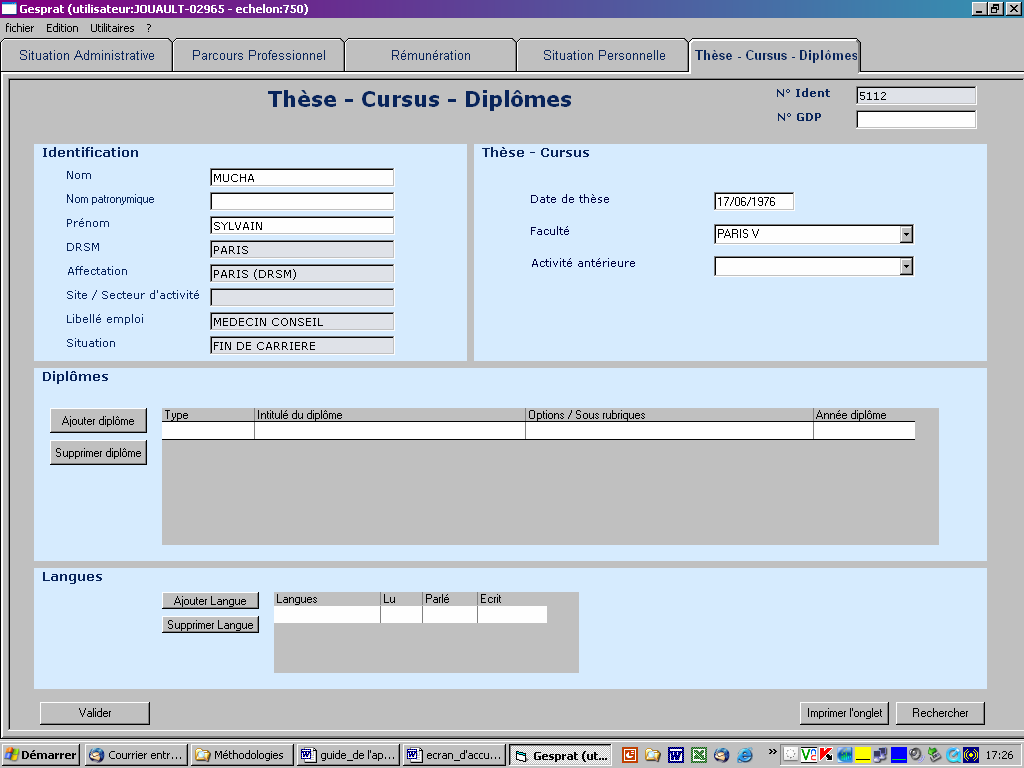 Gesprat (utilisateur:JOUAULT-02965 - echelon:750)
fichier Edition Utilitaires ?
Situation Administrative Parcours Professionnel Rémunération Situation Personnelle Thèse - Cursus - Diplômes
Thèse - Cursus - Diplômes
N° Ident 5112
N° GDP
Identification
Nom MUCHA
Nom patronymique
Prénom SYLVAIN
DRSM PARIS
Affectation PARIS (DRSM)
Site / Secteur d'activité
Libellé emploi MEDECIN CONSEIL
Situation FIN DE CARRIERE
Thèse - Cursus
Date de thèse 17/06/1976
Faculté PARIS V
Activité antérieure
Diplômes
Ajouter diplôme
Supprimer diplôme
Type Intitulé du diplôme Options / Sous rubriques Année diplôme
Langues
Ajouter Langue
Supprimer Langue
Langues Lu Parlé Ecrit
Valider Imprimer l'onglet Rechercher
Démarrer Courrier entr... Méthodologies guide_de l'ap... ecran_d'accu... Gesprat (ut... » 17:26